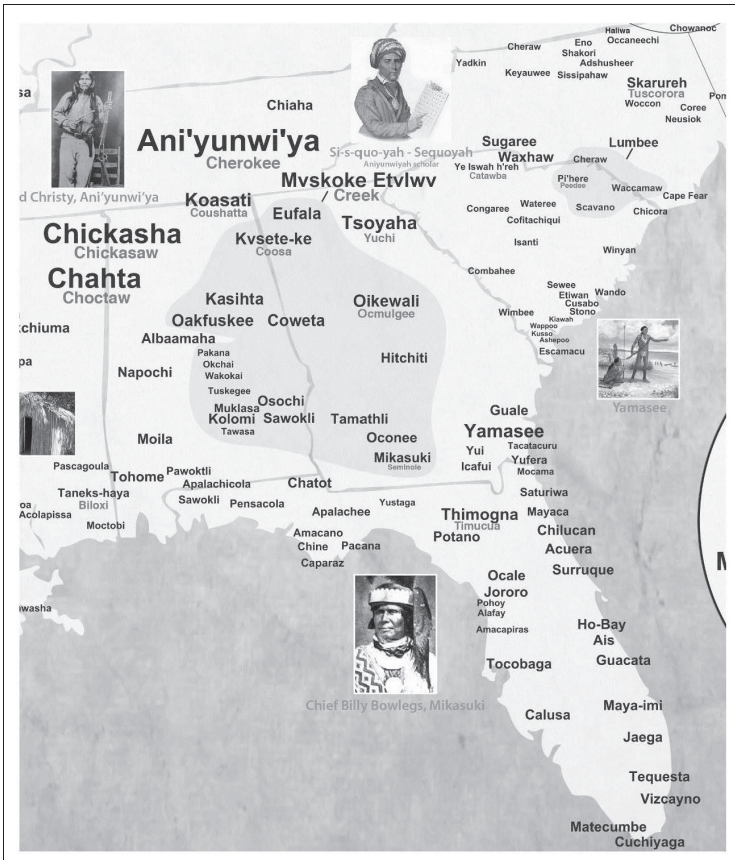 Haliwa
Chowanoc
Cheraw
Eno
Occaneechi
Shakori
Yadkin
Adshusheer
Keyauwee
Sissipahaw
sa
Skarureh
Tuscorora
Pom
Woccon
Coree
Neusiok
Chiaha
Ani'yunwi'ya
Cherokee
Si-s-quo-yah - Sequoyah
Aniyunwiyah scholar
Sugaree
Waxhaw
Lumbee
Cheraw
Ye Iswah h'reh
Catawba
Pi'here
Peedee
Waccamaw
Cape Fear
d Christy, Ani'yunwi'ya
Mvskoke Etvlwv
Creek
Koasati
Coushatta
Eufala
Tsoyaha
Yuchi
Congaree
Wateree
Scavano
Chicora
Cofitachiqui
Chickasha
Chickasaw
Kvsete-ke
Coosa
Isanti
Winyan
Chahta
Choctaw
Combahee
Kasihta
Oikewali
Ocmulgee
Sewee
Etiwan
Wando
Cusabo
Stono
Wimbee
Kiawah
Wappoo
Kusso
Ashepoo
Escamacu
kchiuma
Oakfuskee
Coweta
Albaamaha
Pakana
Okchai
Wakokai
Hitchiti
pa
Napochi
Tuskegee
Muklasa
Osochi
Kolomi
Sawokli
Tawasa
Tamathli
Yamasee
Guale
Yamasee
Moila
Oconee
Tacatacuru
Mikasuki
Seminole
Yui
Yufera
Icafui
Mocama
Pascagoula
Tohome
Pawoktli
Apalachicola
Chatot
Taneks-haya
Biloxi
Sawokli
Pensacola
Yustaga
Saturiwa
oa
Acolapissa
Moctobi
Apalachee
Thimogna
Timucua
Mayaca
Amacano
Potano
Chilucan
Chine
Pacana
Acuera
Caparaz
Surruque
Ocale
Jororo
Pohoy
Alafay
awasha
Amacapiras
Ho-Bay
Ais
Tocobaga
Guacata
Chief Billy Bowlegs, Mikasuki
Calusa
Maya-imi
Jaega
Tequesta
Vizcayno
Matecumbe
Cuchiyaga